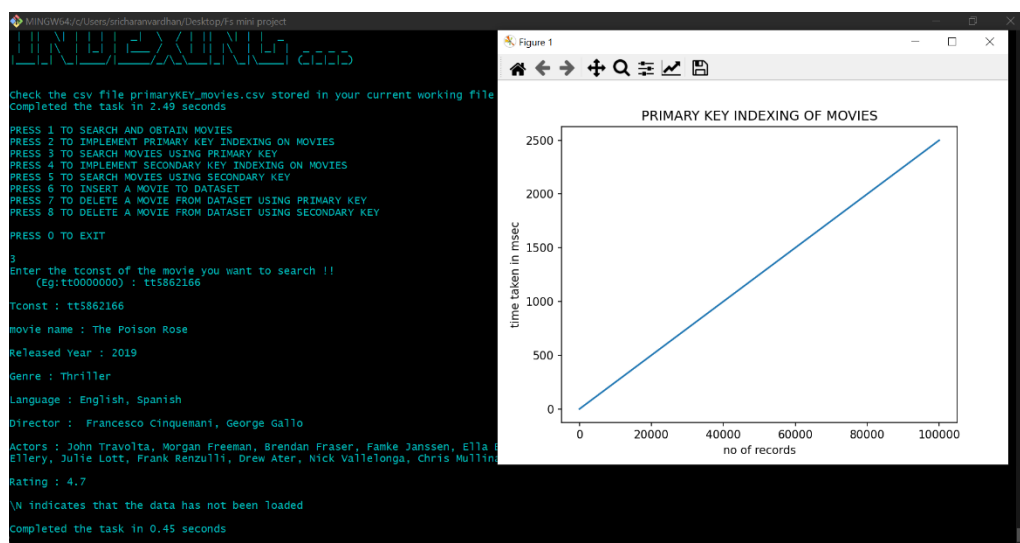 MINGW64:/c/Users/sricharanvardhan/Desktop/Fs mini project
INDEXING....
Check the csv file primaryKEY_movies.csv stored in your current working file
Completed the task in 2.49 seconds
PRESS 1 TO SEARCH AND OBTAIN MOVIES
PRESS 2 TO IMPLEMENT PRIMARY KEY INDEXING ON MOVIES
PRESS 3 TO SEARCH MOVIES USING PRIMARY KEY
PRESS 4 TO IMPLEMENT SECONDARY KEY INDEXING ON MOVIES
PRESS 5 TO SEARCH MOVIES USING SECONDARY KEY
PRESS 6 TO INSERT A MOVIE TO DATASET
PRESS 7 TO DELETE A MOVIE FROM DATASET USING PRIMARY KEY
PRESS 8 TO DELETE A MOVIE FROM DATASET USING SECONDARY KEY
PRESS 0 TO EXIT
3
Enter the tconst of the movie you want to search !!
(Eg:tt0000000) : tt5862166
Tconst : tt5862166
movie name : The Poison Rose
Released Year : 2019
Genre : Thriller
Language : English, Spanish
Director :  Francesco Cinquemani, George Gallo
Actors : John Travolta, Morgan Freeman, Brendan Fraser, Famke Janssen, Ella
Ellery, Julie Lott, Frank Renzulli, Drew Ater, Nick Vallelonga, Chris Mullina
Rating : 4.7
\N indicates that the data has not been loaded
Completed the task in 0.45 seconds
Figure 1
PRIMARY KEY INDEXING OF MOVIES
time taken in msec
2500
2000
1500
1000
500
0
0 20000 40000 60000 80000 100000
no of records